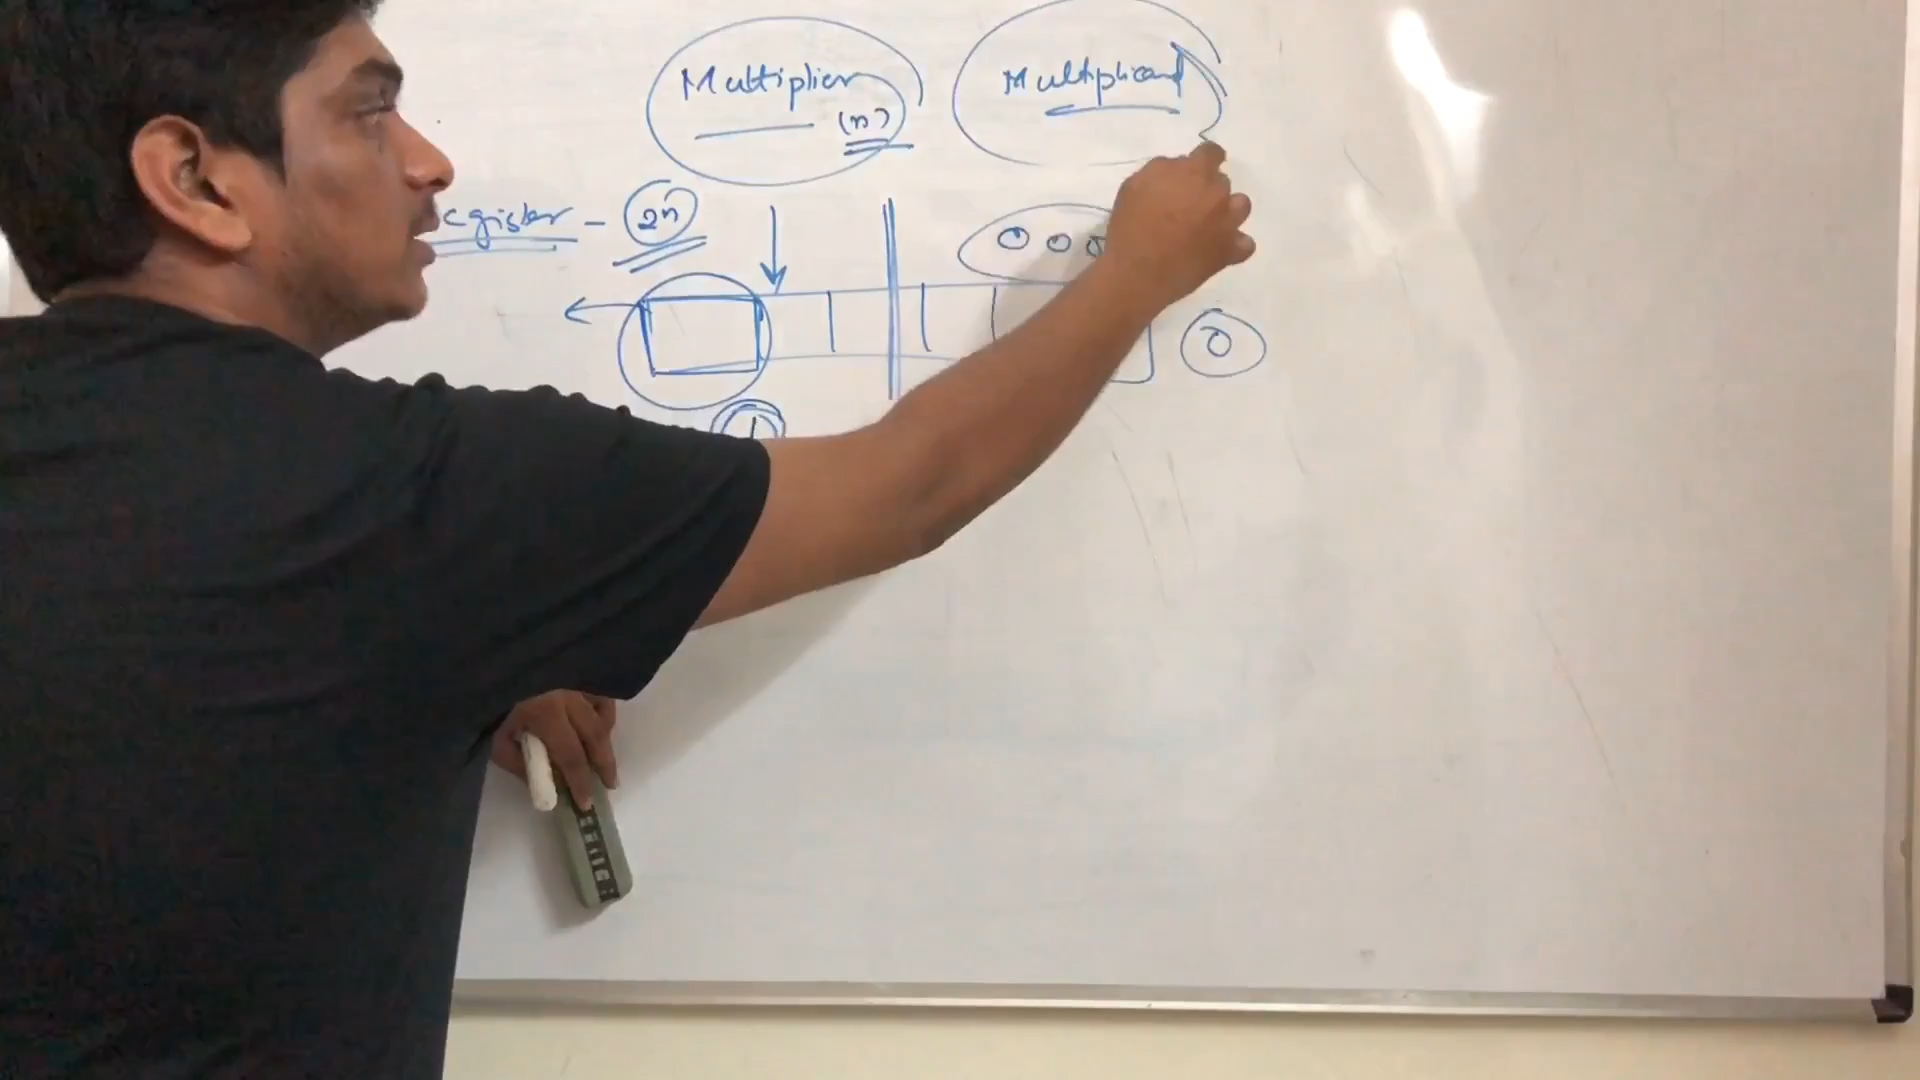 Multiplier Multiplicand
(n)
egister - 2n
0 0 0
0
1